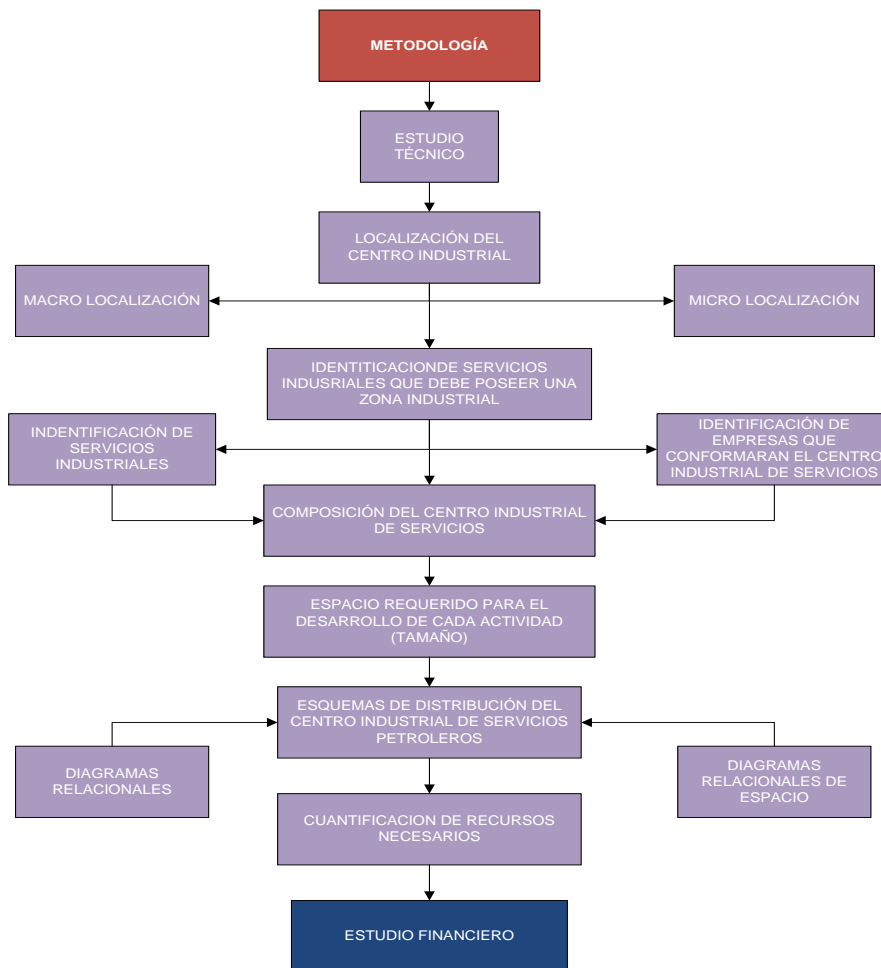 METODOLOGÍA
ESTUDIO
TÉCNICO
LOCALIZACIÓN DEL
CENTRO INDUSTRIAL
MACRO LOCALIZACIÓN
MICRO LOCALIZACIÓN
IDENTITICACIONDE SERVICIOS
INDUSRIALES QUE DEBE POSEER UNA
ZONA INDUSTRIAL
INDENTIFICACIÓN DE
SERVICIOS
INDUSTRIALES
IDENTIFICACIÓN DE
EMPRESAS QUE
CONFORMARAN EL CENTRO
INDUSTRIAL DE SERVICIOS
COMPOSICIÓN DEL CENTRO INDUSTRIAL
DE SERVICIOS
ESPACIO REQUERIDO PARA EL
DESARROLLO DE CADA ACTIVIDAD
(TAMAÑO)
ESQUEMAS DE DISTRIBUCIÓN DEL
CENTRO INDUSTRIAL DE SERVICIOS
PETROLEROS
DIAGRAMAS
RELACIONALES
DIAGRAMAS
RELACIONALES DE
ESPACIO
CUANTIFICACION DE RECURSOS
NECESARIOS
ESTUDIO FINANCIERO